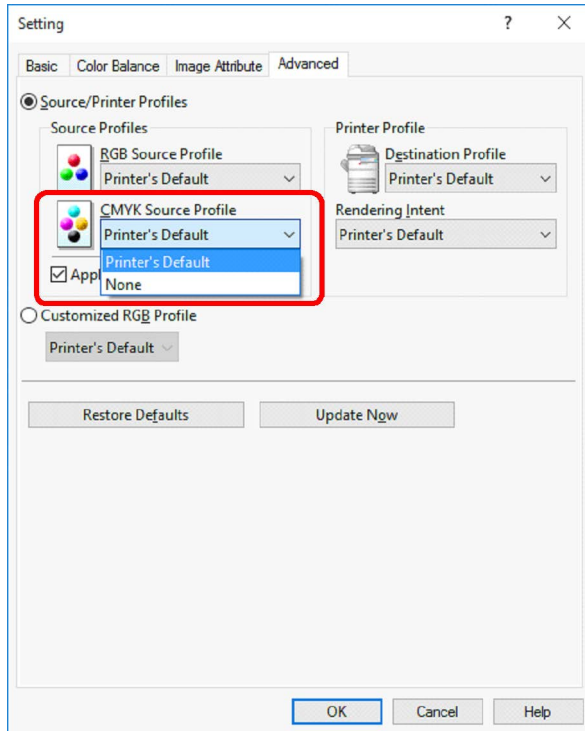 Setting
?
Basic Color Balance Image Attribute Advanced
Source/Printer Profiles
Source Profiles
RGB Source Profile
Printer's Default
CMYK Source Profile
Printer's Default
Printer's Default
None
Printer Profile
Destination Profile
Printer's Default
Rendering Intent
Printer's Default
Customized RGB Profile
Printer's Default
Restore Defaults Update Now
OK Cancel Help